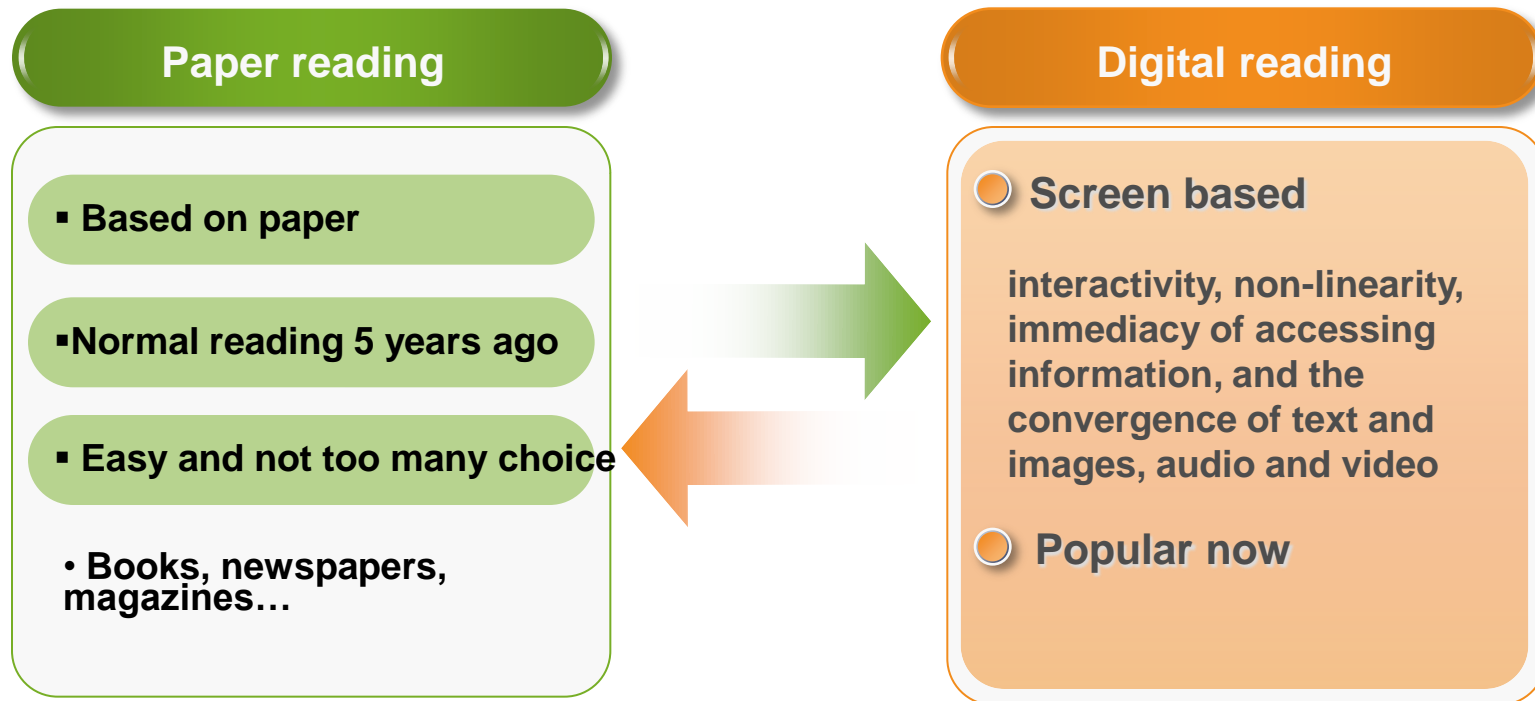 Paper reading
▪ Based on paper
▪Normal reading 5 years ago
▪ Easy and not too many choice
• Books, newspapers,
magazines…
Digital reading
Screen based
interactivity, non-linearity,
immediacy of accessing
information, and the
convergence of text and
images, audio and video
Popular now